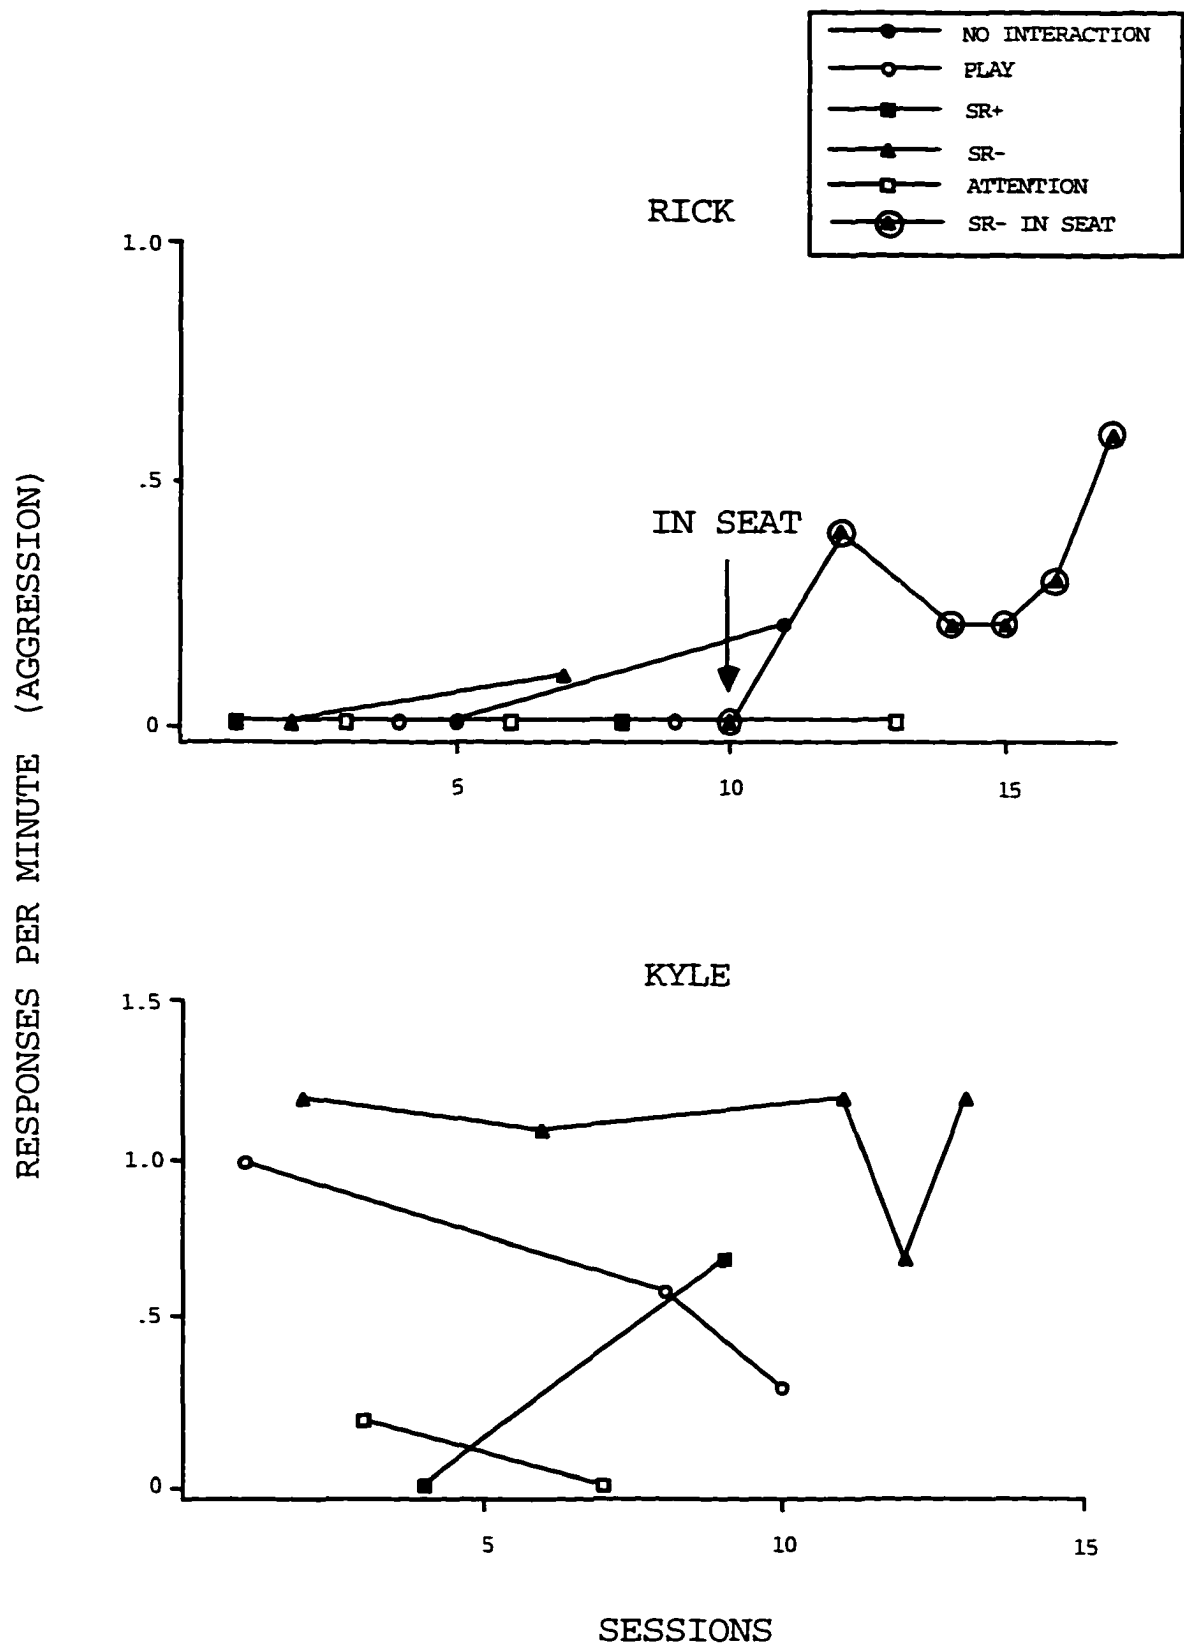 NO INTERACTION
PLAY
SR+
SR-
ATTENTION
SR- IN SEAT
RICK
1.0
.5
0
IN SEAT
5 10 15
RESPONSES PER MINUTE (AGGRESSION)
KYLE
1.5
1.0
.5
0
5 10 15
SESSIONS